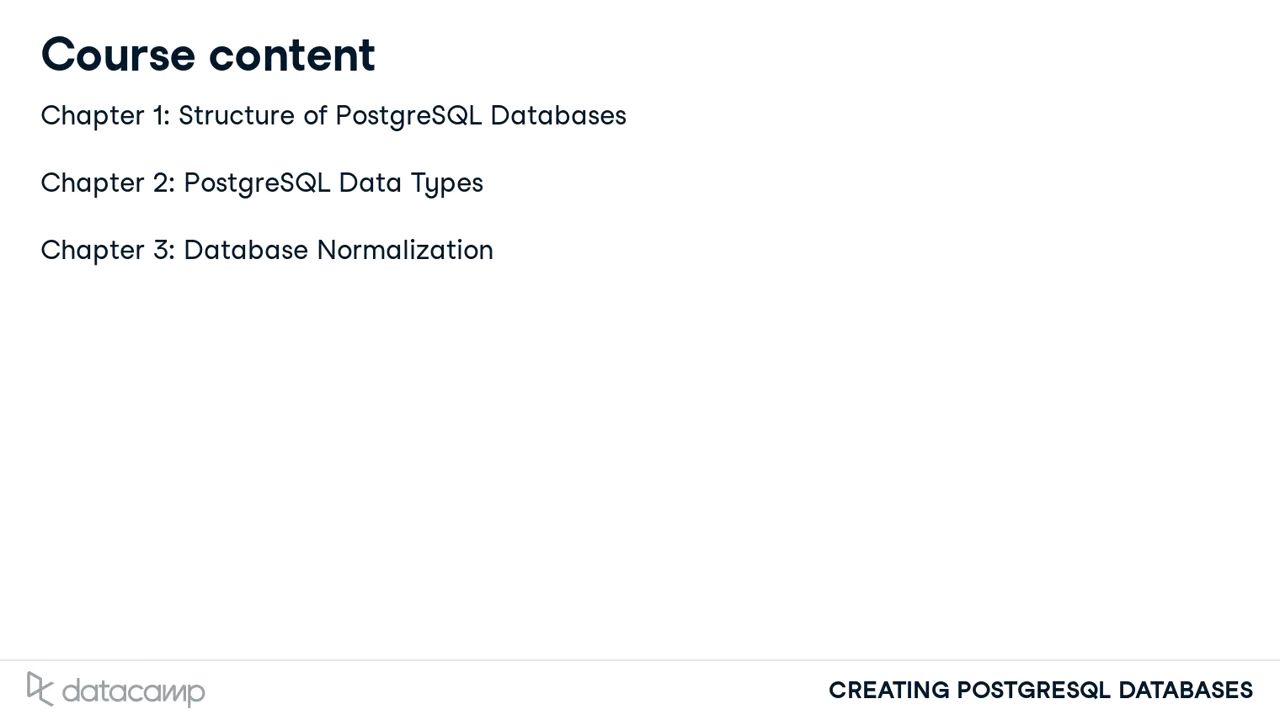 Course content
Chapter 1: Structure of PostgreSQL Databases
Chapter 2: PostgreSQL Data Types
Chapter 3: Database Normalization
datacamp
CREATING POSTGRESQL DATABASES